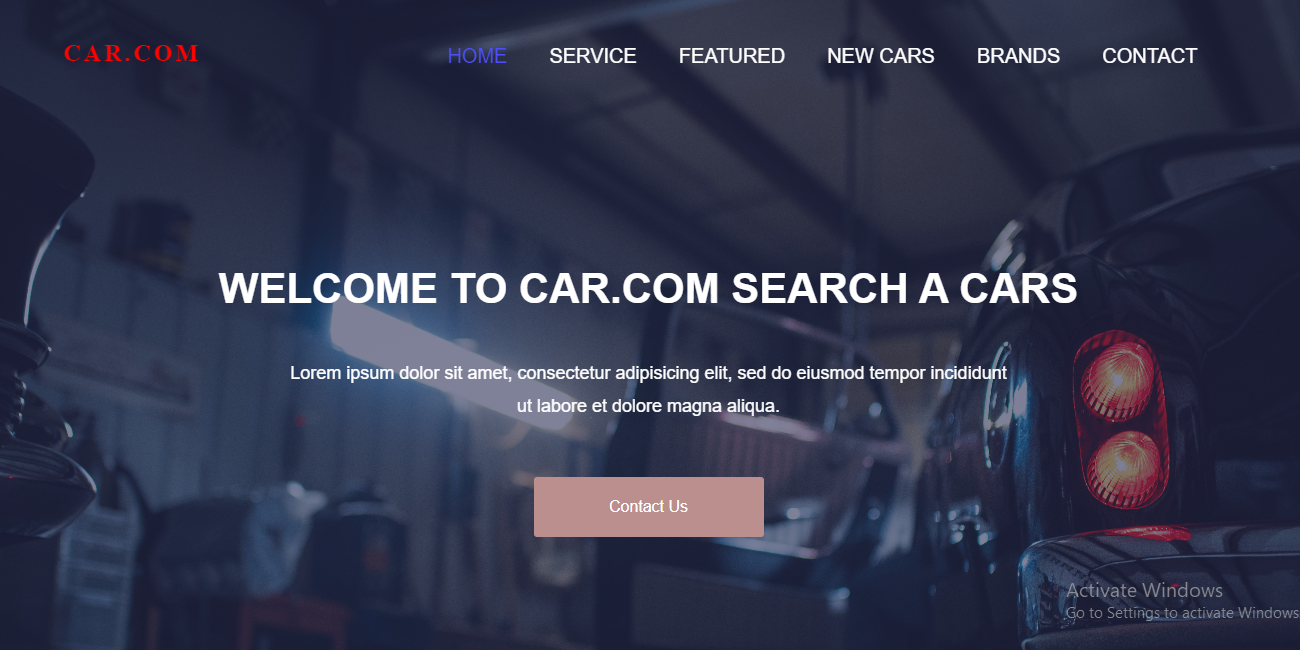 CAR.COM
HOME SERVICE FEATURED NEW CARS BRANDS CONTACT
WELCOME TO CAR.COM SEARCH A CARS
Lorem ipsum dolor sit amet, consectetur adipisicing elit, sed do eiusmod tempor incididunt
ut labore et dolore magna aliqua.
Contact Us
Activate Windows
Go to Settings to activate Windows